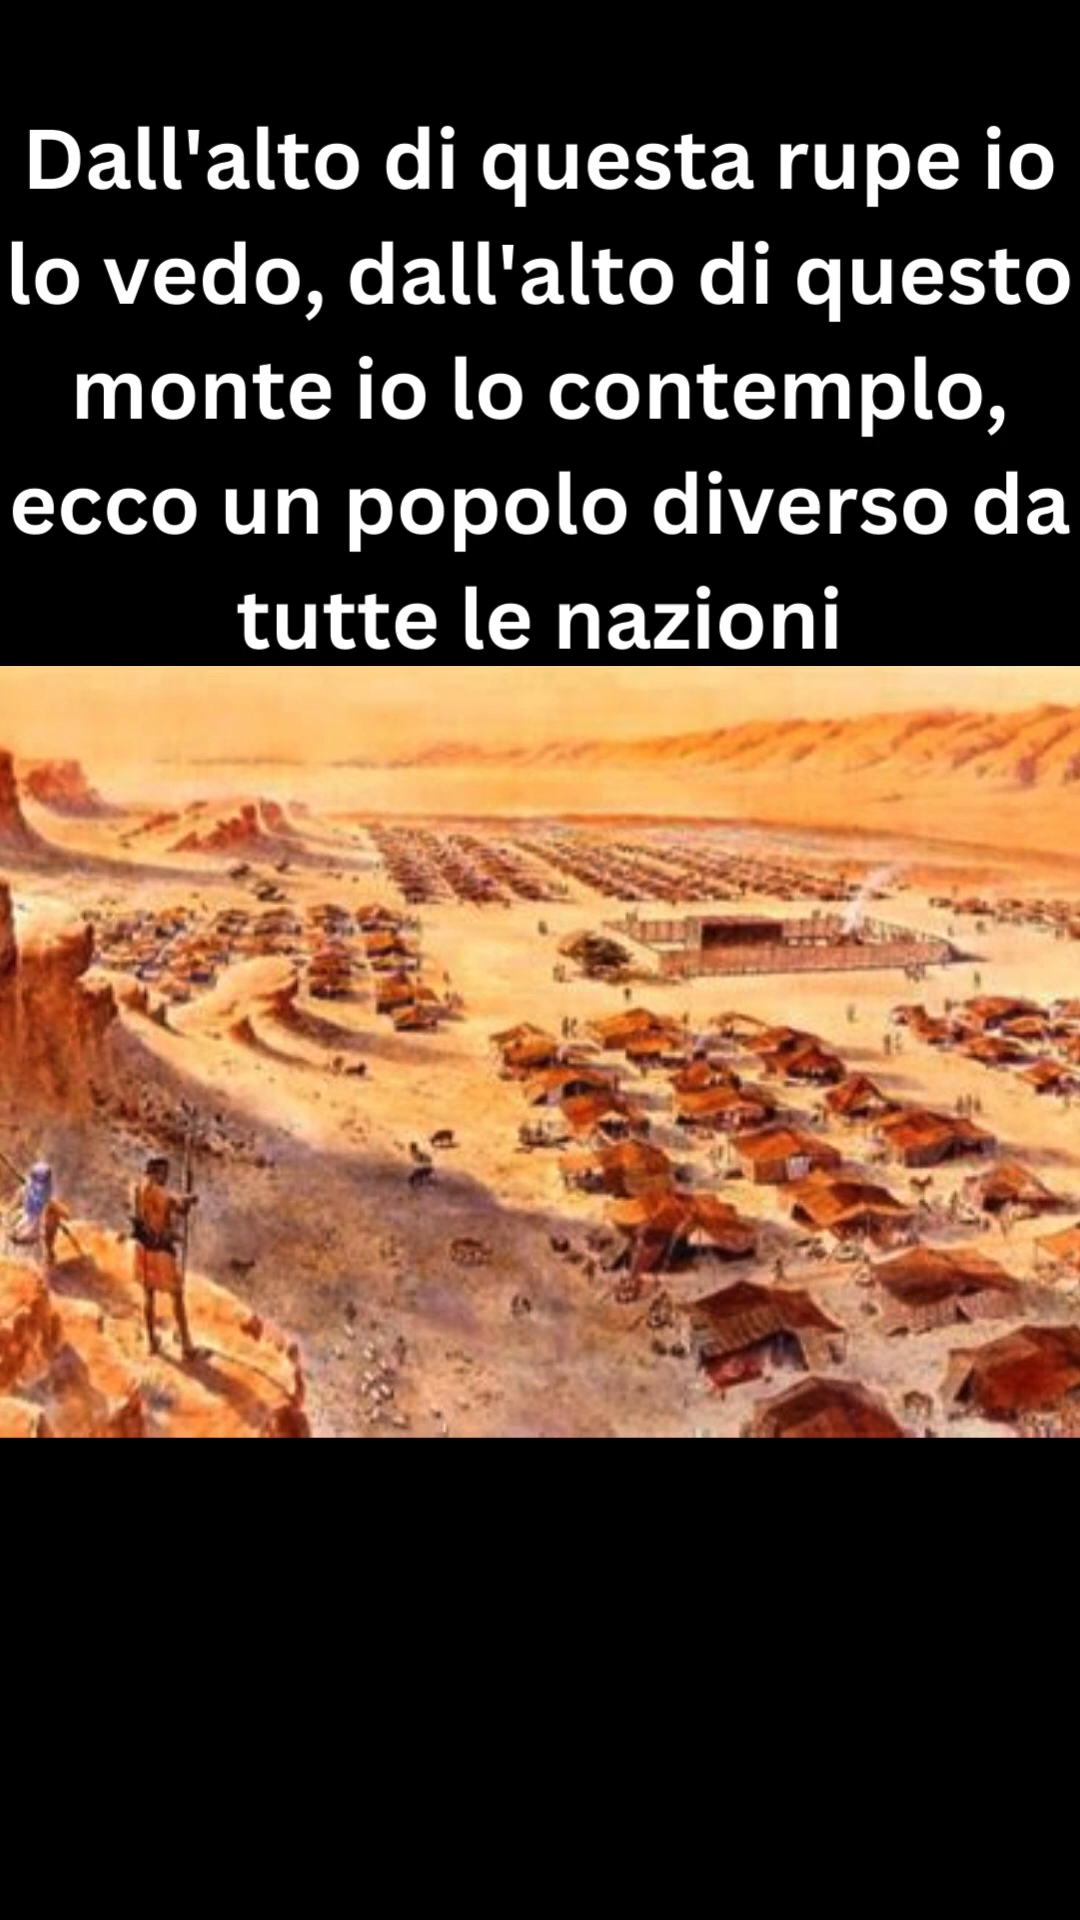 Dall'alto di questa rupe io
lo vedo, dall'alto di questo
monte io lo contemplo,
ecco un popolo diverso da
tutte le nazioni